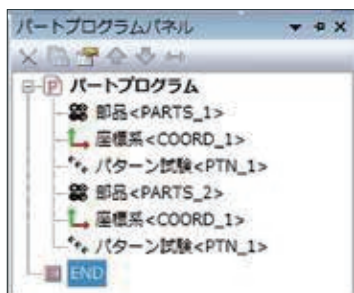 パートプログラムパネル
パートプログラム
部品<PARTS_1>
座標系<COORD_1>
パターン試験<PTN_1>
部品<PARTS_2>
座標系<COORD_1>
パターン試験<PTN_1>
END